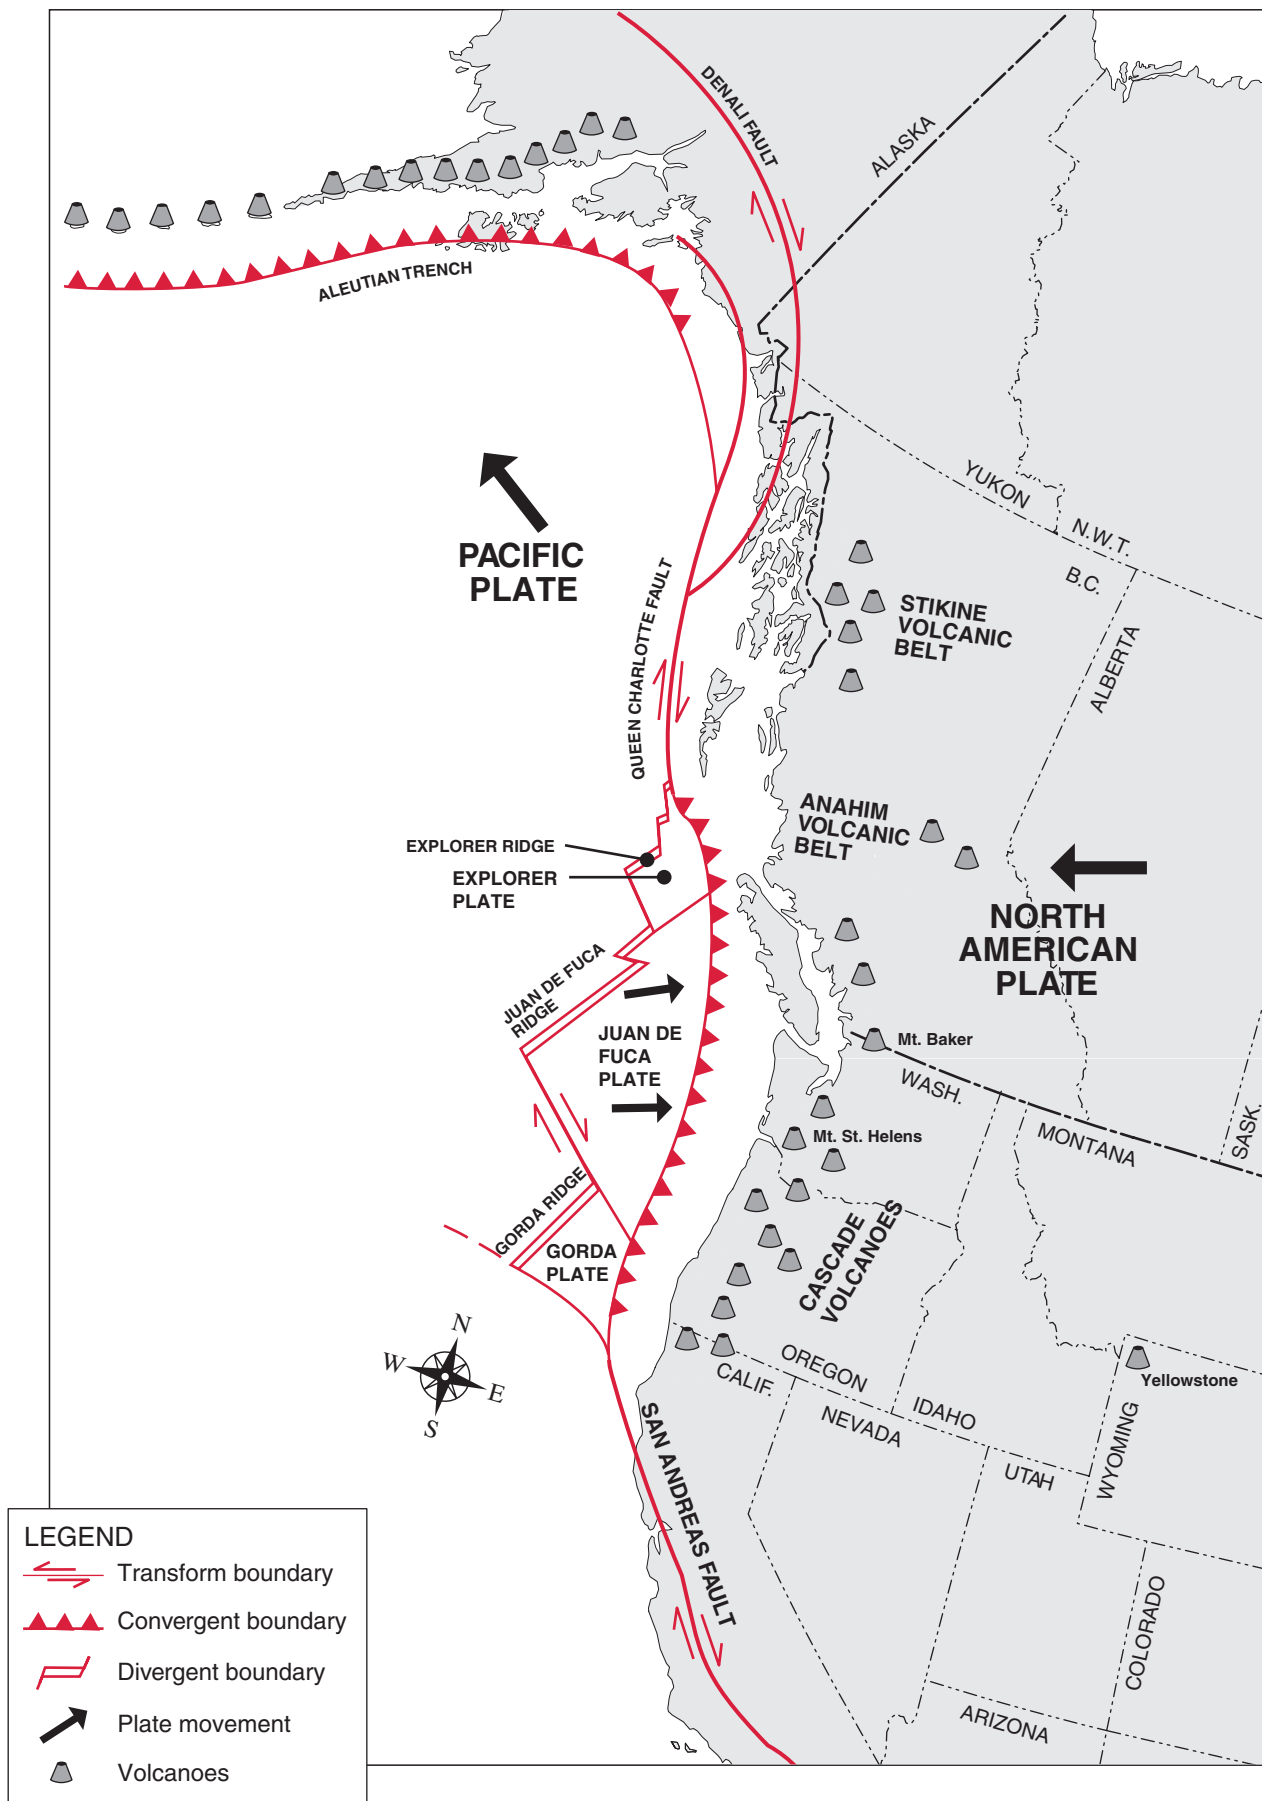 DENALI FAULT
ALASKA
ALEUTIAN TRENCH
PACIFIC
PLATE
YUKON
N.W.T.
B.C.
QUEEN CHARLOTTE FAULT
STIKINE
VOLCANIC
BELT
ALBERTA
ANAHIM
VOLCANIC
BELT
EXPLORER RIDGE
EXPLORER
PLATE
NORTH
AMERICAN
PLATE
JUAN DE FUCA
RIDGE
JUAN DE
FUCA
PLATE
Mt. Baker
WASH.
MONTANA
SASK.
Mt. St. Helens
GORDA RIDGE
GORDA
PLATE
CASCADE
VOLCANOES
N
W
E
S
OREGON
CALIF.
Yellowstone
IDAHO
NEVADA
WYOMING
UTAH
SAN ANDREAS FAULT
COLORADO
ARIZONA
LEGEND
Transform boundary
Convergent boundary
Divergent boundary
Plate movement
Volcanoes